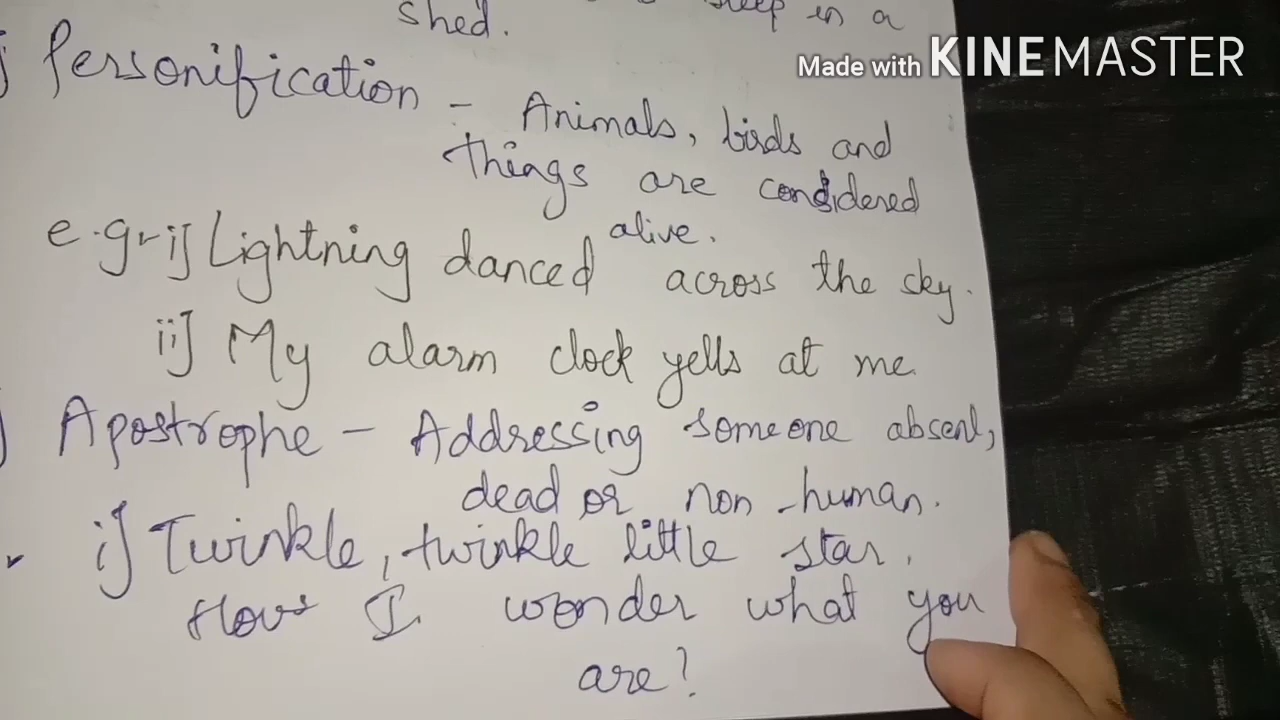 sleep in a
shed.
Made with KINEMASTER
Personification - Animals, birds and
things are considered
alive.
e.g. i] Lightning danced across the sky.
ii] My alarm clock yells at me.
Apostrophe - Addressing someone absent,
dead or non-human.
i] Twinkle, twinkle little star.
How I wonder what you
are?